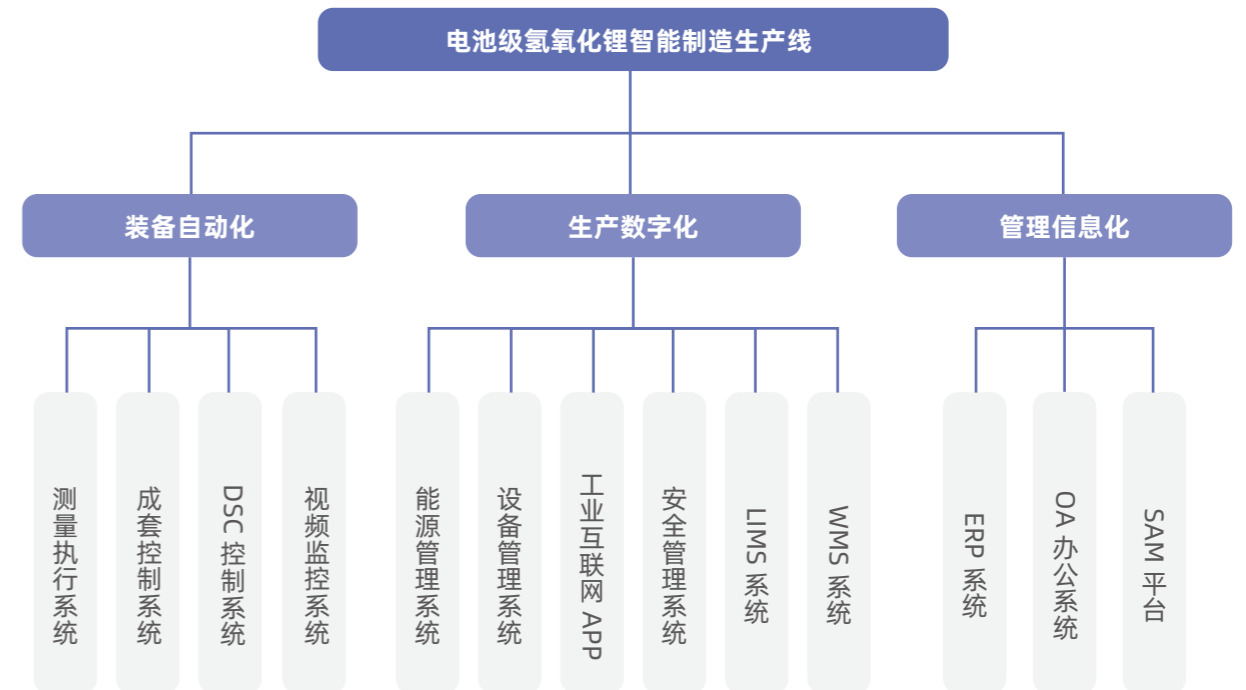 电池级氢氧化锂智能制造生产线
装备自动化
生产数字化
管理信息化
测量执行系统
成套控制系统
DSC 控制系统
视频监控系统
能源管理系统
设备管理系统
工业互联网 APP
安全管理系统
LIMS 系统
WMS 系统
ERP 系统
OA 办公系统
SAM 平台